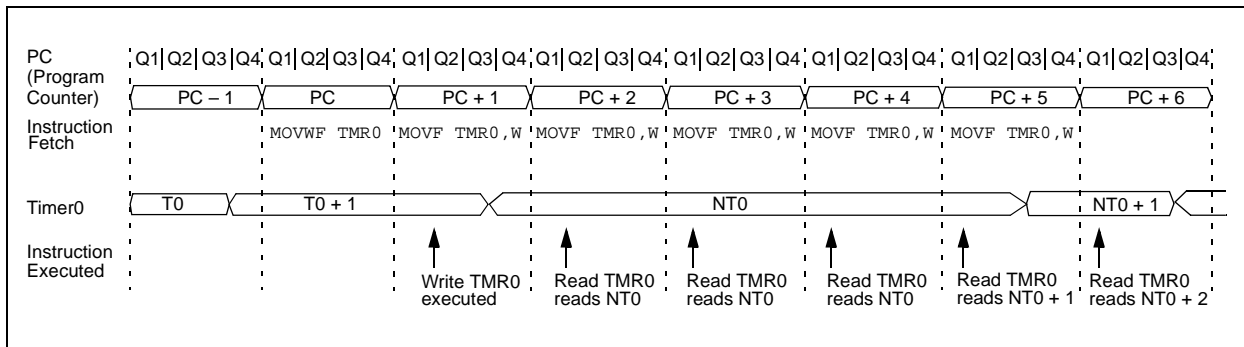 PC
(Program
Counter)
Q1|Q2|Q3|Q4|Q1|Q2|Q3|Q4|Q1|Q2|Q3|Q4|Q1|Q2|Q3|Q4|Q1|Q2|Q3|Q4|Q1|Q2|Q3|Q4|Q1|Q2|Q3|Q4|Q1|Q2|Q3|Q4|
PC – 1 PC PC + 1 PC + 2 PC + 3 PC + 4 PC + 5 PC + 6
Instruction
Fetch
MOVWF TMR0 MOVF TMR0,W MOVF TMR0,W MOVF TMR0,W MOVF TMR0,W MOVF TMR0,W
Timer0
T0 T0 + 1 NT0 NT0 + 1
Instruction
Executed
Write TMR0
executed
Read TMR0
reads NT0
Read TMR0
reads NT0
Read TMR0
reads NT0
Read TMR0
reads NT0 + 1
Read TMR0
reads NT0 + 2